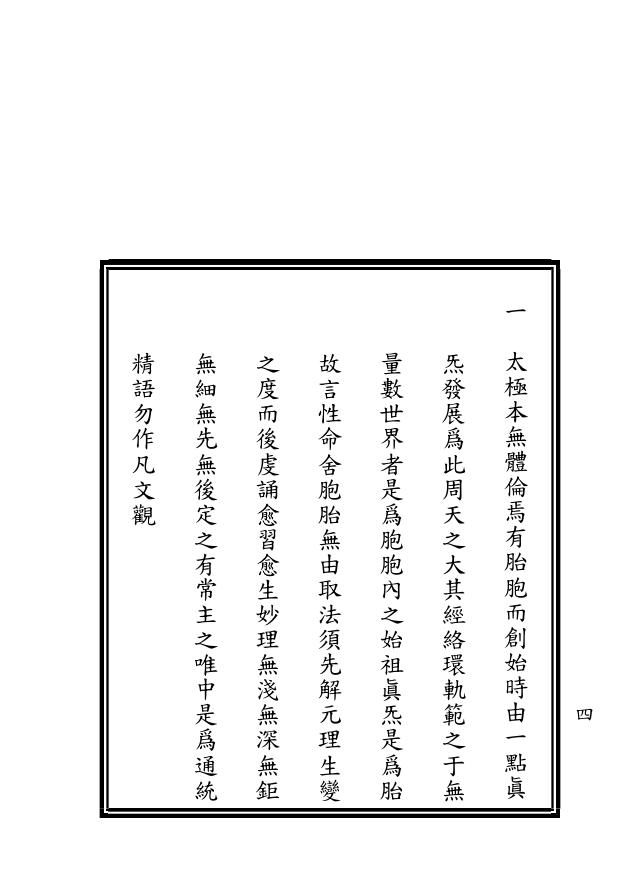 一　太極本無體倫焉有胎胞而創始時由一點眞
炁發展爲此周天之大其經絡環軌範之于無
量數世界者是爲胞胞內之始祖眞炁是爲胎
故言性命舍胞胎無由取法須先解元理生變
之度而後虔誦愈習愈生妙理無淺無深無鉅
無細無先無後定之有常主之唯中是爲通統
精語勿作凡文觀
四